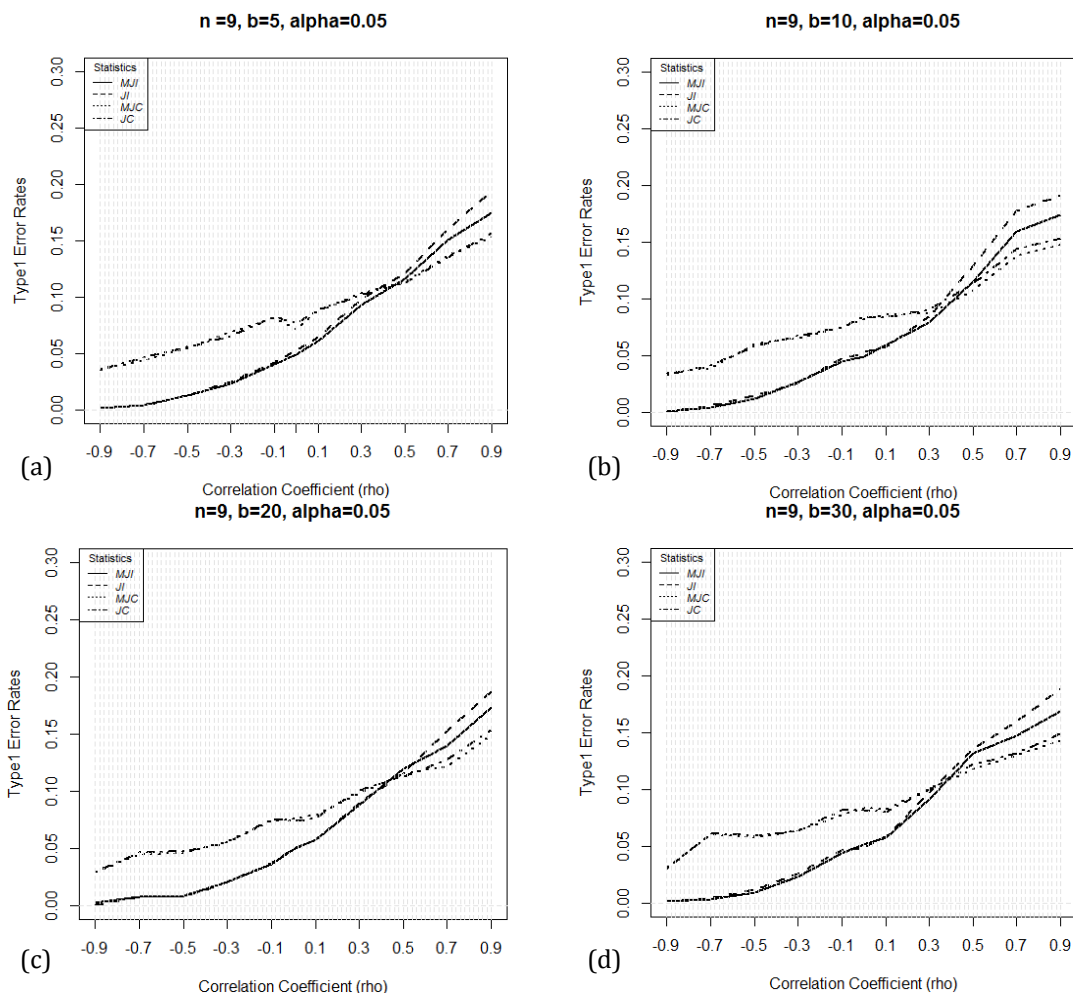 n =9, b=5, alpha=0.05
Statistics
MJI
JI
MJC
JC
Type1 Error Rates
0.30
0.25
0.20
0.15
0.10
0.05
0.00
-0.9 -0.7 -0.5 -0.3 -0.1 0.1 0.3 0.5 0.7 0.9
(a)
Correlation Coefficient (rho)
n=9, b=10, alpha=0.05
Statistics
MJI
JI
MJC
JC
Type1 Error Rates
0.30
0.25
0.20
0.15
0.10
0.05
0.00
-0.9 -0.7 -0.5 -0.3 -0.1 0.1 0.3 0.5 0.7 0.9
(b)
Correlation Coefficient (rho)
n=9, b=20, alpha=0.05
Statistics
MJI
JI
MJC
JC
Type1 Error Rates
0.30
0.25
0.20
0.15
0.10
0.05
0.00
-0.9 -0.7 -0.5 -0.3 -0.1 0.1 0.3 0.5 0.7 0.9
(c)
Correlation Coefficient (rho)
n=9, b=30, alpha=0.05
Statistics
MJI
JI
MJC
JC
Type1 Error Rates
0.30
0.25
0.20
0.15
0.10
0.05
0.00
-0.9 -0.7 -0.5 -0.3 -0.1 0.1 0.3 0.5 0.7 0.9
(d)
Correlation Coefficient (rho)